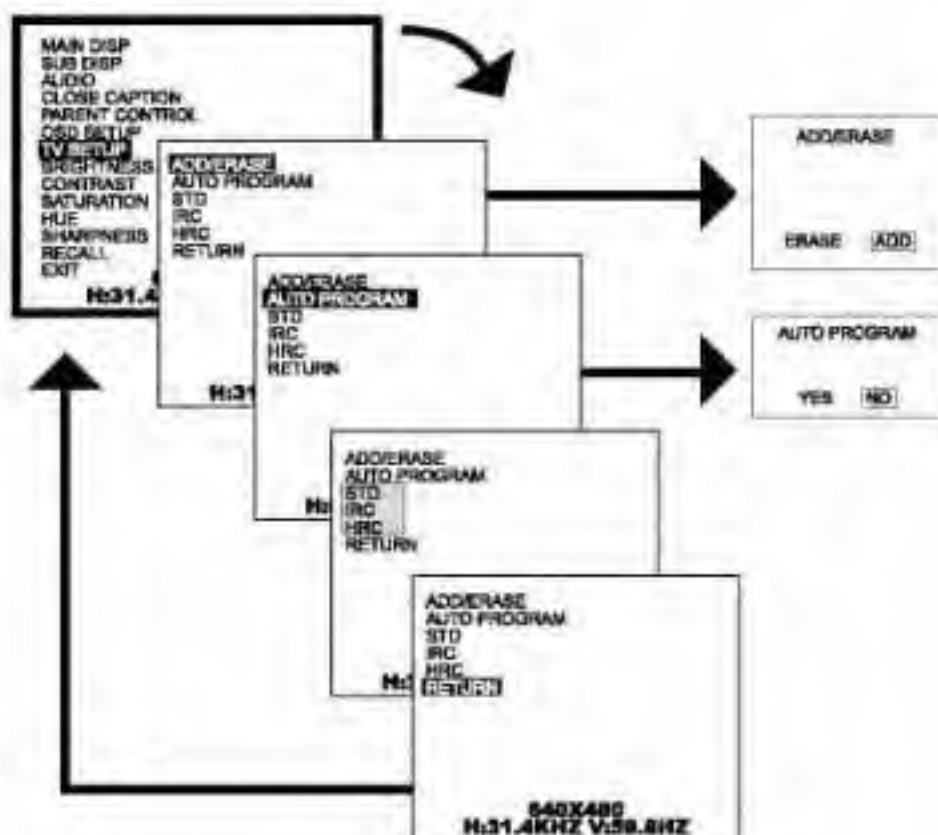 MAIN DISP
SUB DISP
AUDIO
CLOSE CAPTION
PARENT CONTROL
OSD SETUP
TV SETUP
BRIGHTNESS
CONTRAST
SATURATION
HUE
SHARPNESS
RECALL
EXIT
H:31.4
ADD/ERASE
AUTO PROGRAM
STD
IRC
HRC
RETURN
H:31
ADD/ERASE
AUTO PROGRAM
STD
IRC
HRC
RETURN
H:
ADD/ERASE
AUTO PROGRAM
STD
IRC
HRC
RETURN
H:
ADD/ERASE
AUTO PROGRAM
STD
IRC
HRC
RETURN
640X480
H:31.4KHZ V:59.8HZ
ADD/ERASE
ERASE ADD
AUTO PROGRAM
YES NO